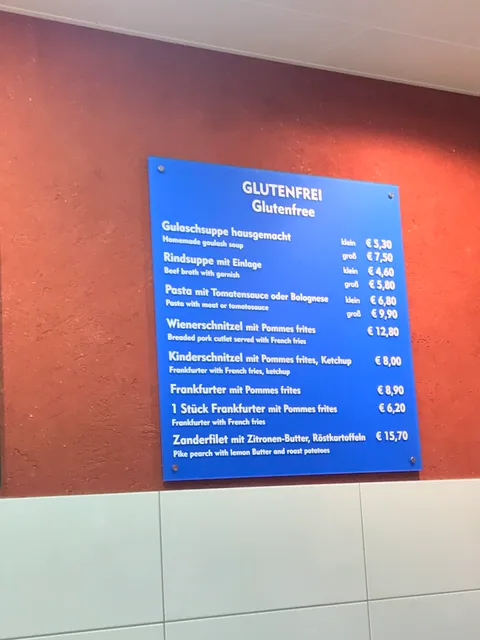 GLUTENFREI
Glutenfree
Gulaschsuppe hausgemacht klein € 5,30
Homemade goulash soup groß € 7,50
Rindsuppe mit Einlage klein € 4,60
Beef broth with garnish groß € 5,80
Pasta mit Tomatensauce oder Bolognese klein € 6,80
Pasta with meat or tomatosauce groß € 9,90
Wienerschnitzel mit Pommes frites € 12,80
Breaded pork cutlet served with French fries
Kinderschnitzel mit Pommes frites, Ketchup € 8,00
Frankfurter with French fries, ketchup
Frankfurter mit Pommes frites € 8,90
1 Stück Frankfurter mit Pommes frites € 6,20
Frankfurter with French fries
Zanderfilet mit Zitronen-Butter, Röstkartoffeln € 15,70
Pike pearch with lemon Butter and roast potatoes